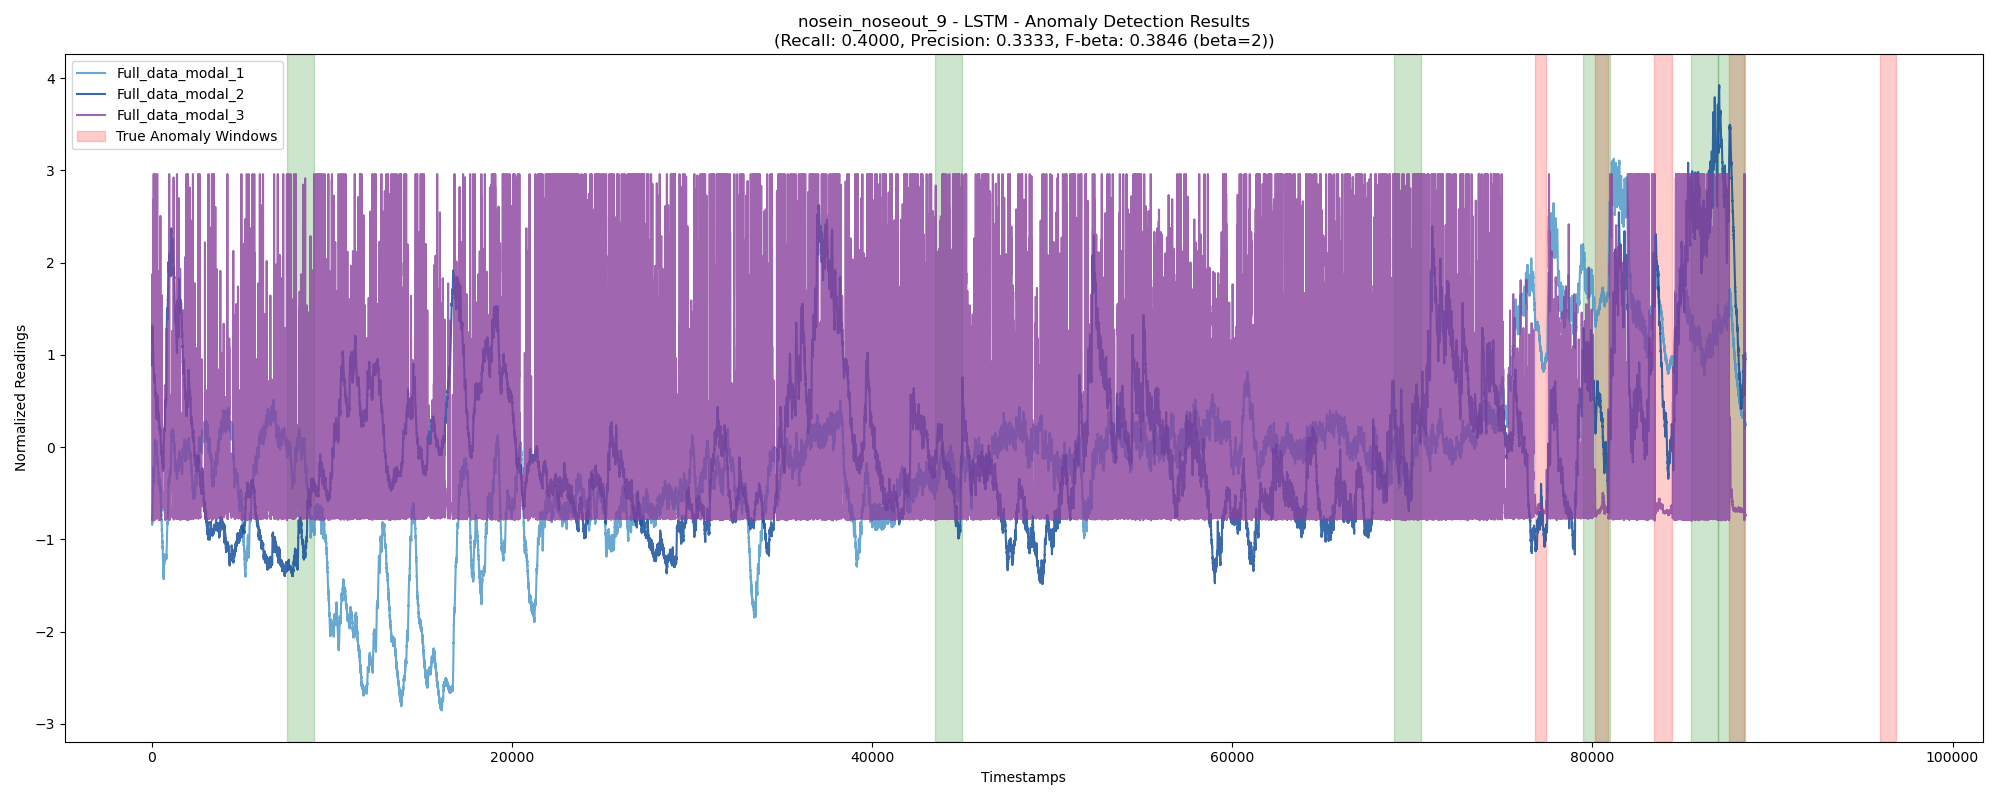 nosein_noseout_9 - LSTM - Anomaly Detection Results
(Recall: 0.4000, Precision: 0.3333, F-beta: 0.3846 (beta=2))
Full_data_modal_1
Full_data_modal_2
Full_data_modal_3
True Anomaly Windows
Normalized Readings
4
3
2
1
0
−1
−2
−3
0
20000
40000
60000
80000
100000
Timestamps